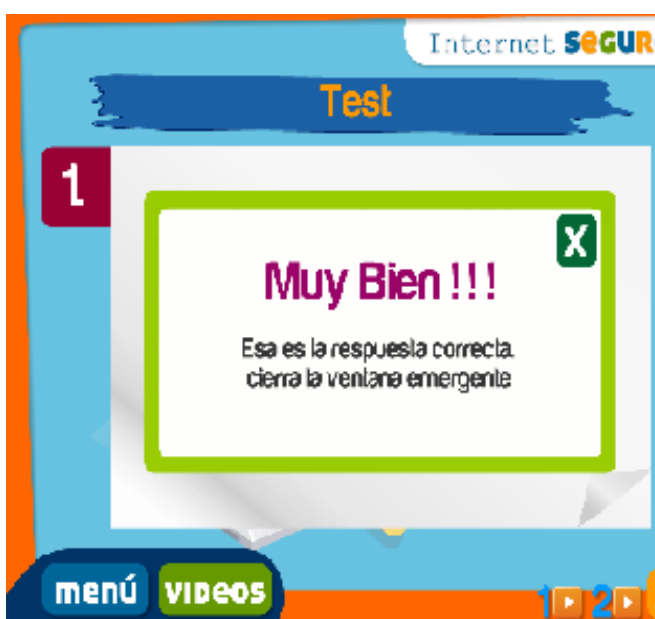 Internet SEGUR
Test
1
X
Muy Bien !!!
Esa es la respuesta correcta
cierra la ventana emergente
menú VIDEOS 1 2